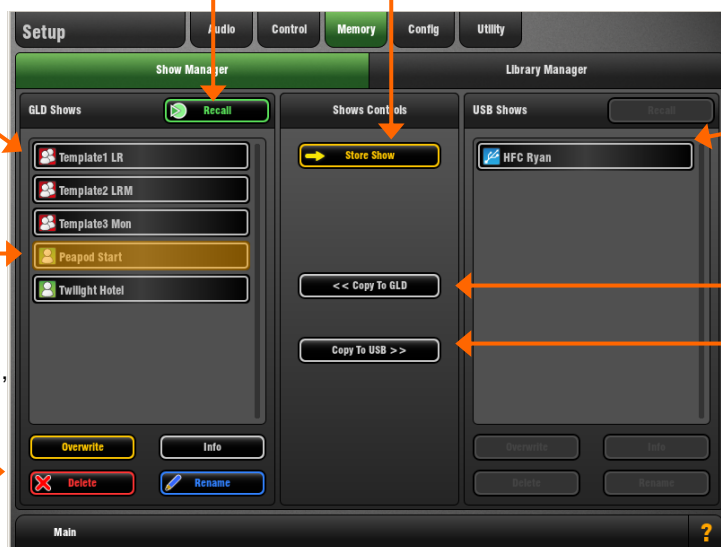 Setup
Audio
Control
Memory
Config
Utility
Show Manager
Library Manager
GLD Shows
Recall
Shows Controls
USB Shows
Recall
Template1 LR
Template2 LRM
Template3 Mon
Peapod Start
Twilight Hotel
Store Show
<< Copy To GLD
Copy To USB >>
HFC Ryan
Overwrite
Info
Delete
Rename
Overwrite
Info
Delete
Rename
,
Main
?